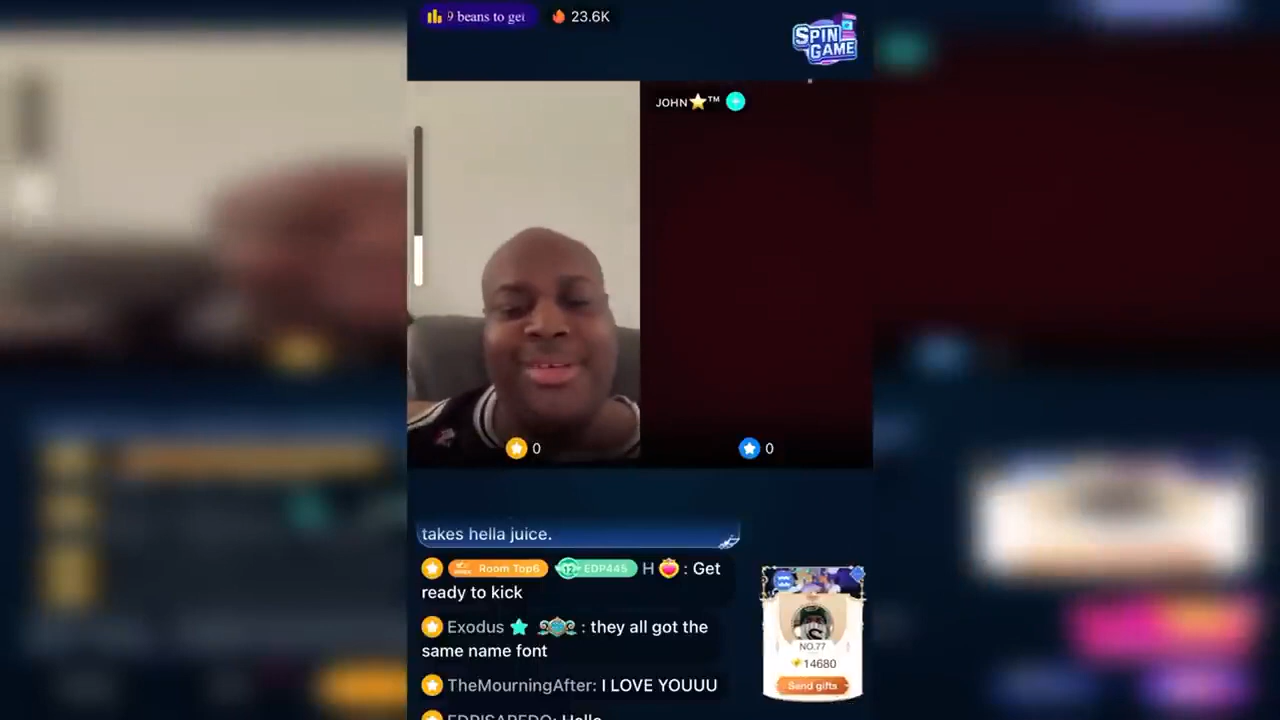 9 beans to get
23.6K
SPIN GAME
JOHN⭐™
0
0
takes hella juice.
Room Top6 12 EDP445 H : Get
ready to kick
Exodus : they all got the
same name font
TheMourningAfter: I LOVE YOUUU
NO.77
14680
Send gifts